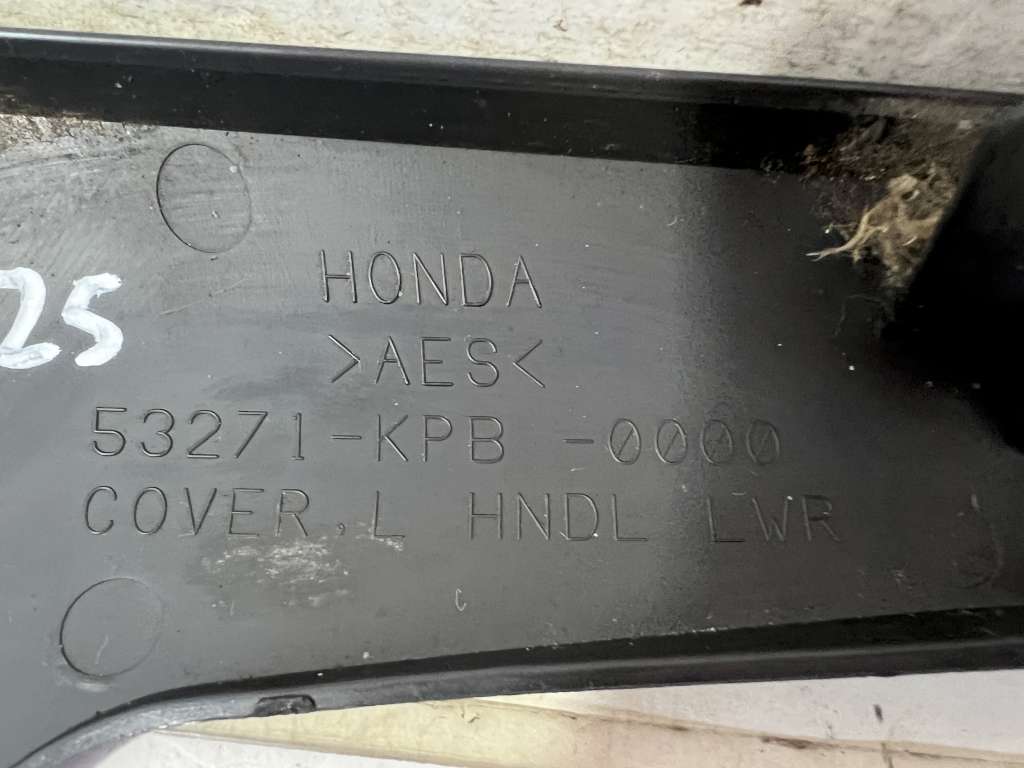 HONDA
>AES<
25
53271-KPB -0000
COVER, L HNDL LWR